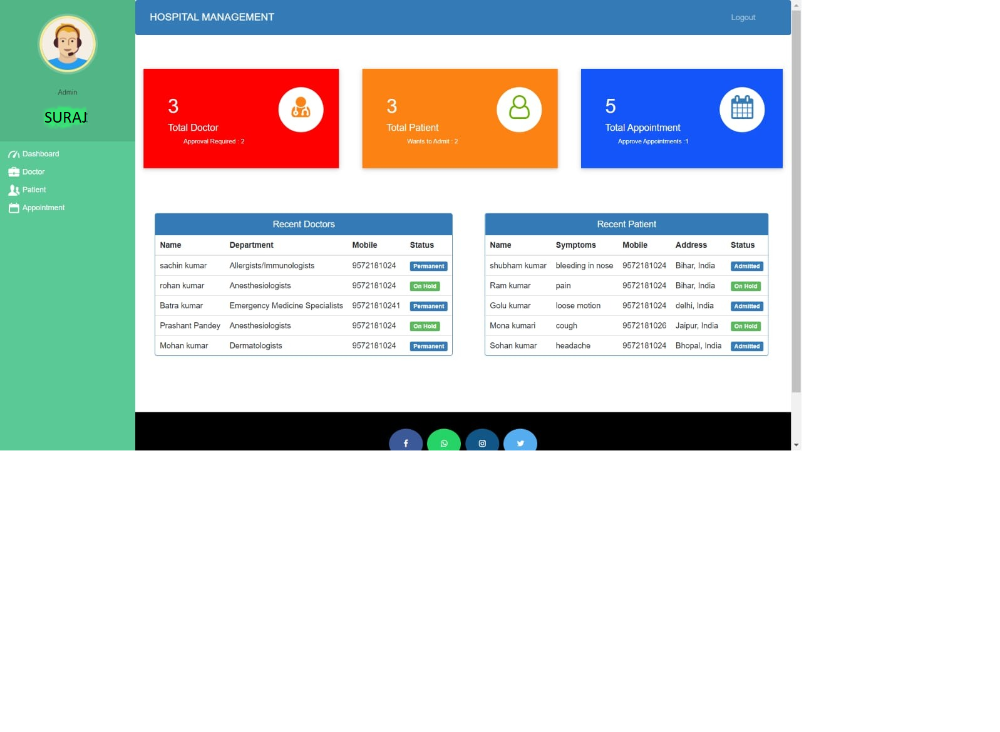 HOSPITAL MANAGEMENT
Logout
Admin
SURAJ
Dashboard
Doctor
Patient
Appointment
3
Total Doctor
Approval Required : 2
3
Total Patient
Wants to Admit : 2
5
Total Appointment
Approve Appointments :1
Recent Doctors
Name Department Mobile Status
sachin kumar Allergists/Immunologists 9572181024 Permanent
rohan kumar Anesthesiologists 9572181024 On Hold
Batra kumar Emergency Medicine Specialists 95721810241 Permanent
Prashant Pandey Anesthesiologists 9572181024 On Hold
Mohan kumar Dermatologists 9572181024 Permanent
Recent Patient
Name Symptoms Mobile Address Status
shubham kumar bleeding in nose 9572181024 Bihar, India Admitted
Ram kumar pain 9572181024 Bihar, India On Hold
Golu kumar loose motion 9572181024 delhi, India Admitted
Mona kumari cough 9572181026 Jaipur, India On Hold
Sohan kumar headache 9572181024 Bhopal, India Admitted